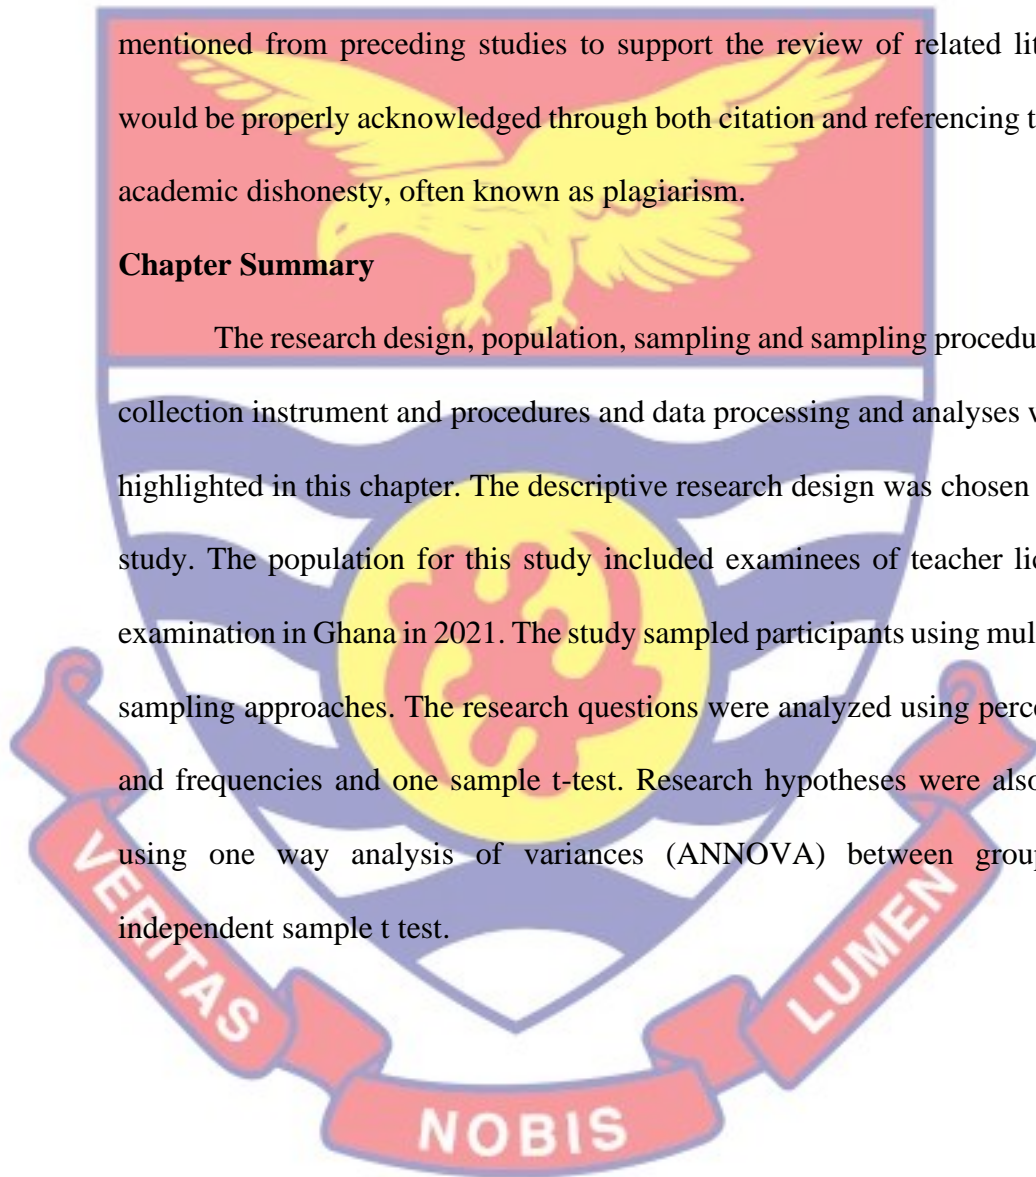 mentioned from preceding studies to support the review of related lit
would be properly acknowledged through both citation and referencing t
academic dishonesty, often known as plagiarism.
Chapter Summary
The research design, population, sampling and sampling procedu
collection instrument and procedures and data processing and analyses w
highlighted in this chapter. The descriptive research design was chosen
study. The population for this study included examinees of teacher lic
examination in Ghana in 2021. The study sampled participants using mul
sampling approaches. The research questions were analyzed using perce
and frequencies and one sample t-test. Research hypotheses were also
using one way analysis of variances (ANNOVA) between group
independent sample t test.
VERITAS
NOBIS
LUMEN